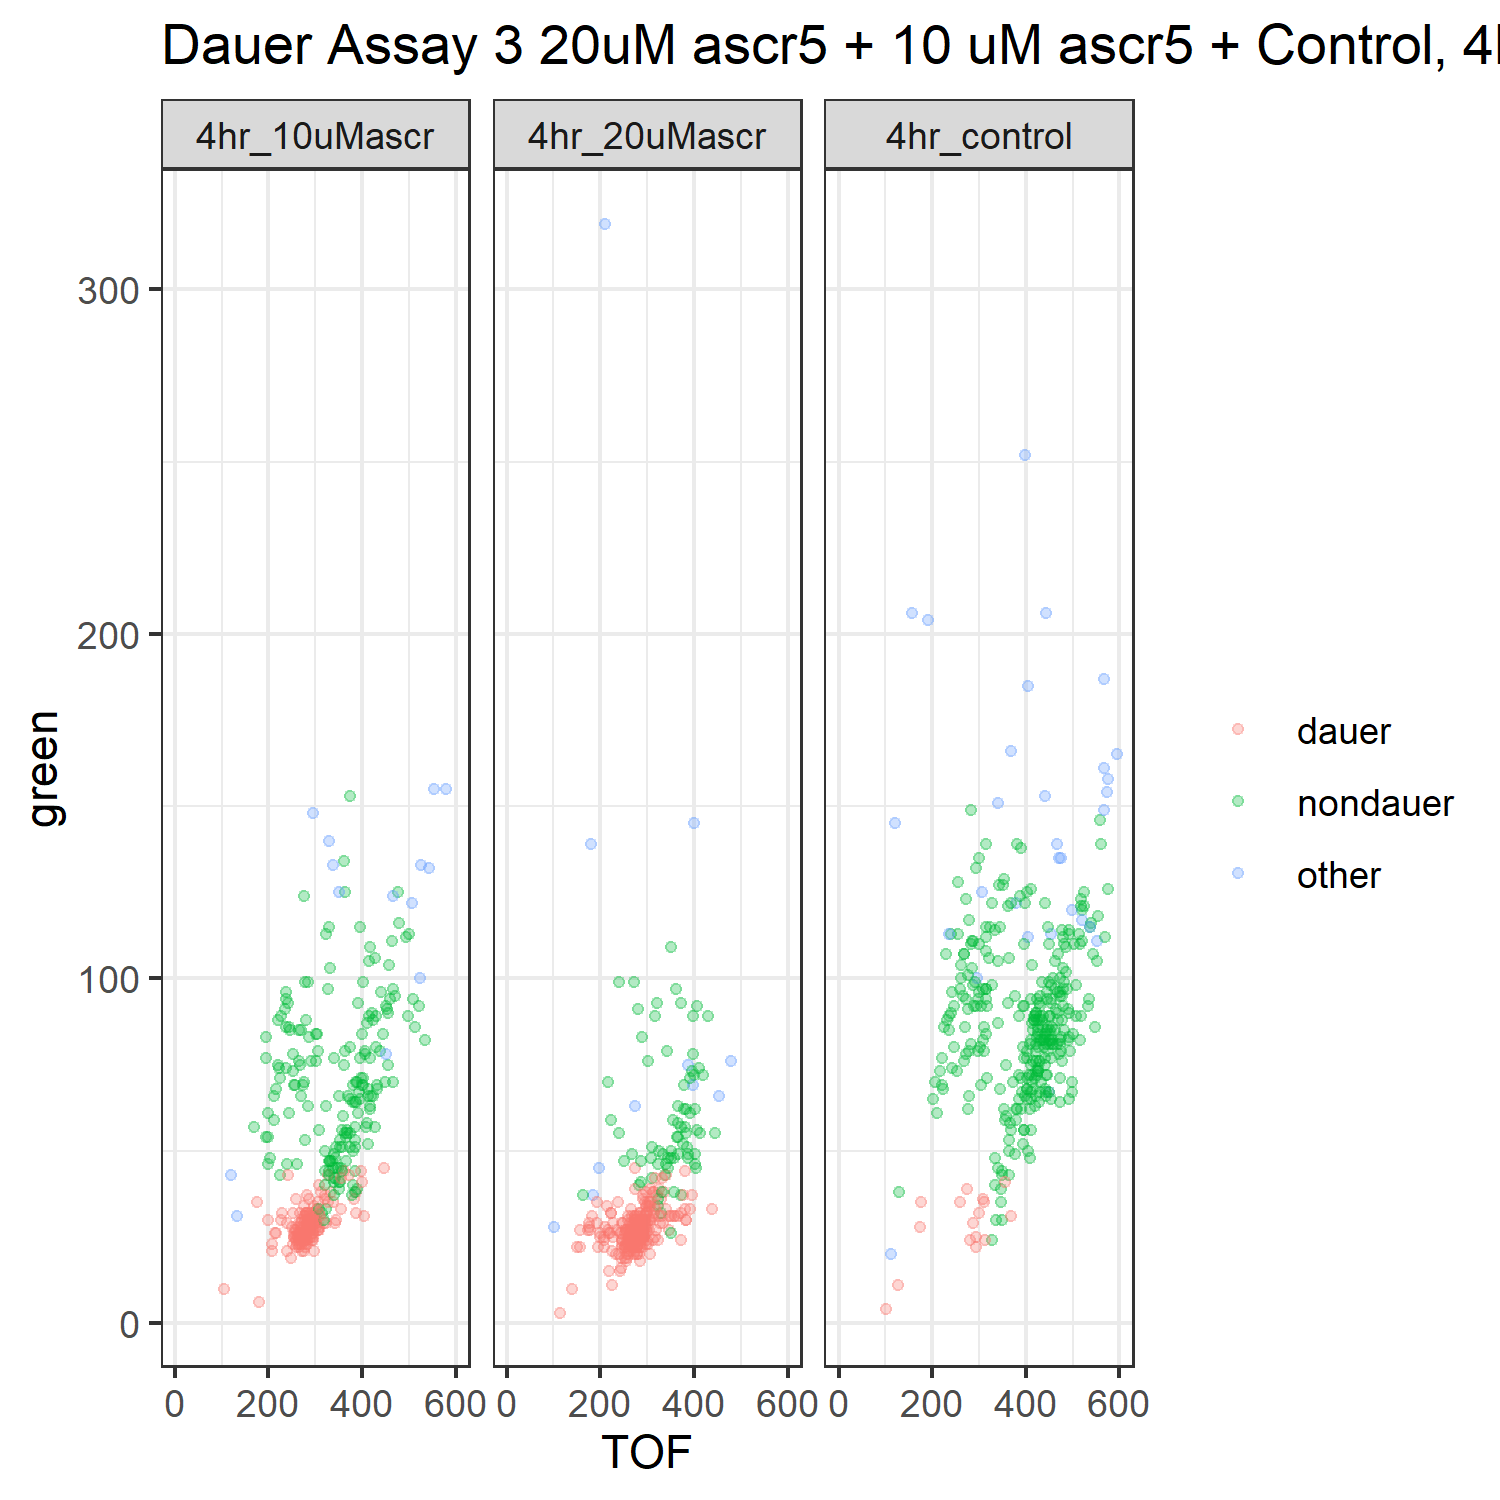 Dauer Assay 3 20uM ascr5 + 10 uM ascr5 + Control, 4
4hr_10uMascr 4hr_20uMascr 4hr_control
300
200
100
0
green
dauer
nondauer
other
0 200 400 600 0 200 400 600 0 200 400 600
TOF